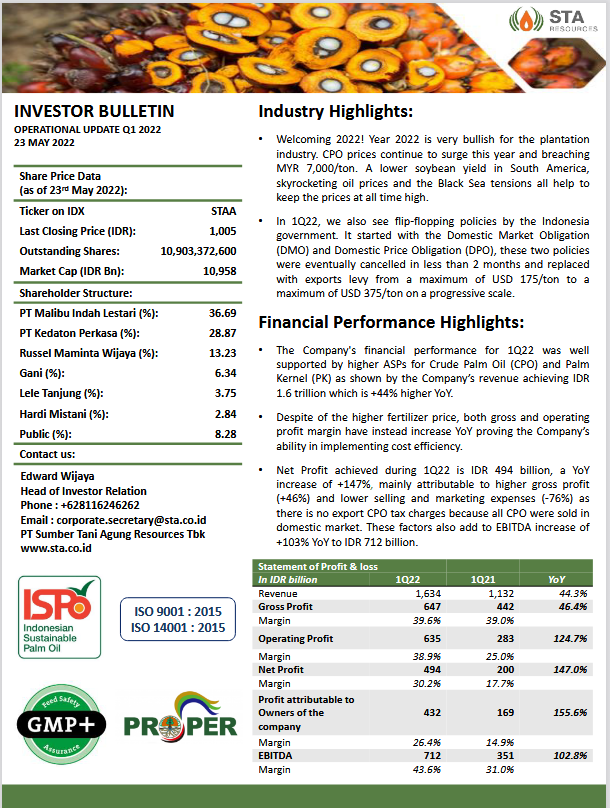 STA
RESOURCES
INVESTOR BULLETIN
OPERATIONAL UPDATE Q1 2022
23 MAY 2022
Share Price Data
(as of 23rd May 2022):
Ticker on IDX STAA
Last Closing Price (IDR): 1,005
Outstanding Shares: 10,903,372,600
Market Cap (IDR Bn): 10,958
Shareholder Structure:
PT Malibu Indah Lestari (%): 36.69
PT Kedaton Perkasa (%): 28.87
Russel Maminta Wijaya (%): 13.23
Gani (%): 6.34
Lele Tanjung (%): 3.75
Hardi Mistani (%): 2.84
Public (%): 8.28
Contact us:
Edward Wijaya
Head of Investor Relation
Phone : +628116246262
Email : corporate.secretary@sta.co.id
PT Sumber Tani Agung Resources Tbk
www.sta.co.id
ISPO
Indonesian
Sustainable
Palm Oil
ISO 9001 : 2015
ISO 14001 : 2015
Feed Safety
GMP+
Assurance
PROPER
Industry Highlights:
• Welcoming 2022! Year 2022 is very bullish for the plantation
industry. CPO prices continue to surge this year and breaching
MYR 7,000/ton. A lower soybean yield in South America,
skyrocketing oil prices and the Black Sea tensions all help to
keep the prices at all time high.
• In 1Q22, we also see flip-flopping policies by the Indonesia
government. It started with the Domestic Market Obligation
(DMO) and Domestic Price Obligation (DPO), these two policies
were eventually cancelled in less than 2 months and replaced
with exports levy from a maximum of USD 175/ton to a
maximum of USD 375/ton on a progressive scale.
Financial Performance Highlights:
• The Company's financial performance for 1Q22 was well
supported by higher ASPs for Crude Palm Oil (CPO) and Palm
Kernel (PK) as shown by the Company's revenue achieving IDR
1.6 trillion which is +44% higher YoY.
• Despite of the higher fertilizer price, both gross and operating
profit margin have instead increase YoY proving the Company's
ability in implementing cost efficiency.
• Net Profit achieved during 1Q22 is IDR 494 billion, a YoY
increase of +147%, mainly attributable to higher gross profit
(+46%) and lower selling and marketing expenses (-76%) as
there is no export CPO tax charges because all CPO were sold in
domestic market. These factors also add to EBITDA increase of
+103% YoY to IDR 712 billion.
Statement of Profit & loss
In IDR billion 1Q22 1Q21 YoY
Revenue 1,634 1,132 44.3%
Gross Profit 647 442 46.4%
Margin 39.6% 39.0%
Operating Profit 635 283 124.7%
Margin 38.9% 25.0%
Net Profit 494 200 147.0%
Margin 30.2% 17.7%
Profit attributable to
Owners of the 432 169 155.6%
company
Margin 26.4% 14.9%
EBITDA 712 351 102.8%
Margin 43.6% 31.0%